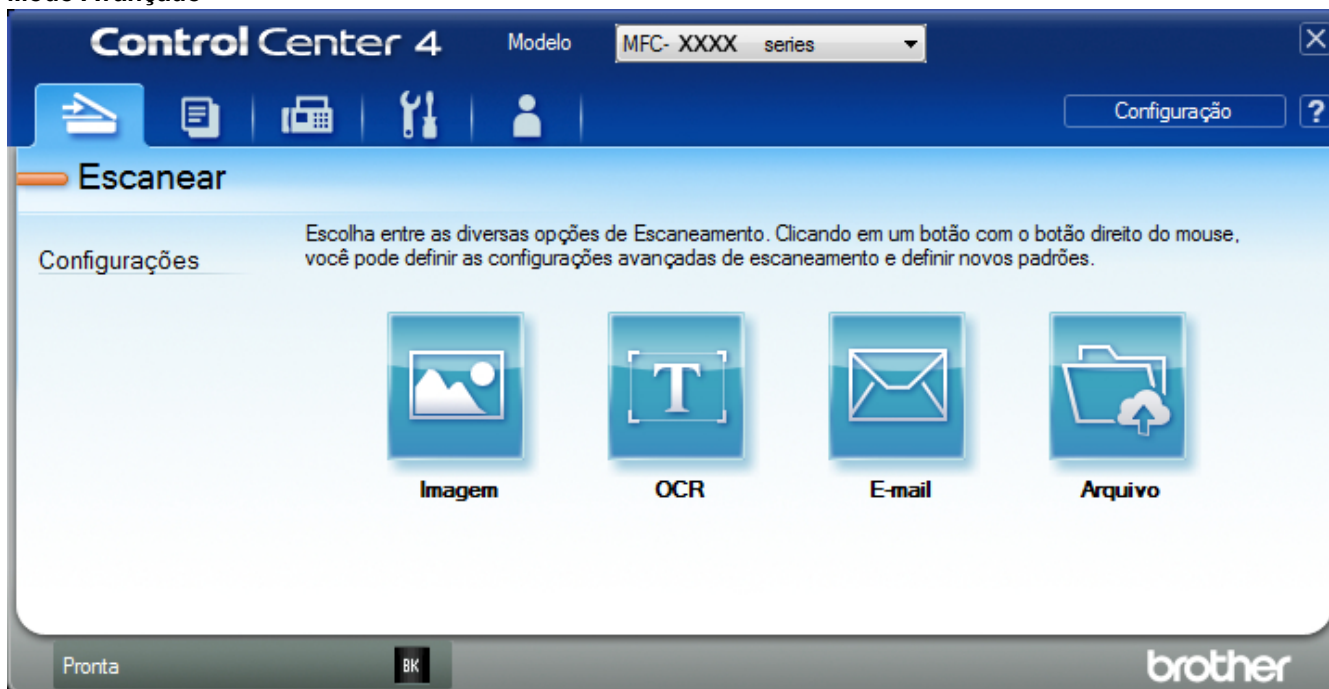 Control Center 4 Modelo MFC- XXXX series
Configuração ?
Escanear
Configurações
Escolha entre as diversas opções de Escaneamento. Clicando em um botão com o botão direito do mouse,
você pode definir as configurações avançadas de escaneamento e definir novos padrões.
T
Imagem OCR E-mail Arquivo
Pronta BK brother